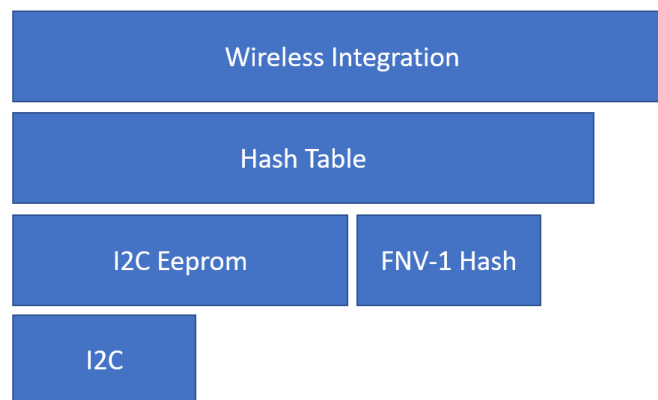 Wireless Integration
Hash Table
I2C Eeprom
FNV-1 Hash
I2C